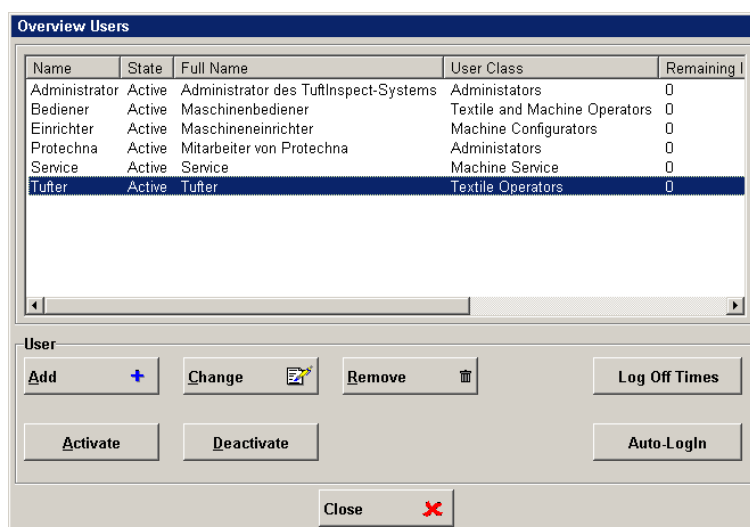 Overview Users
Name State Full Name User Class Remaining l
Administrator Active Administrator des TuftInspect-Systems Administators 0
Bediener Active Maschinenbediener Textile and Machine Operators 0
Einrichter Active Maschineneinrichter Machine Configurators 0
Protechna Active Mitarbeiter von Protechna Administators 0
Service Active Service Machine Service 0
Tufter Active Tufter Textile Operators 0
User
Add Change Remove Log Off Times
Activate Deactivate Auto-LogIn
Close